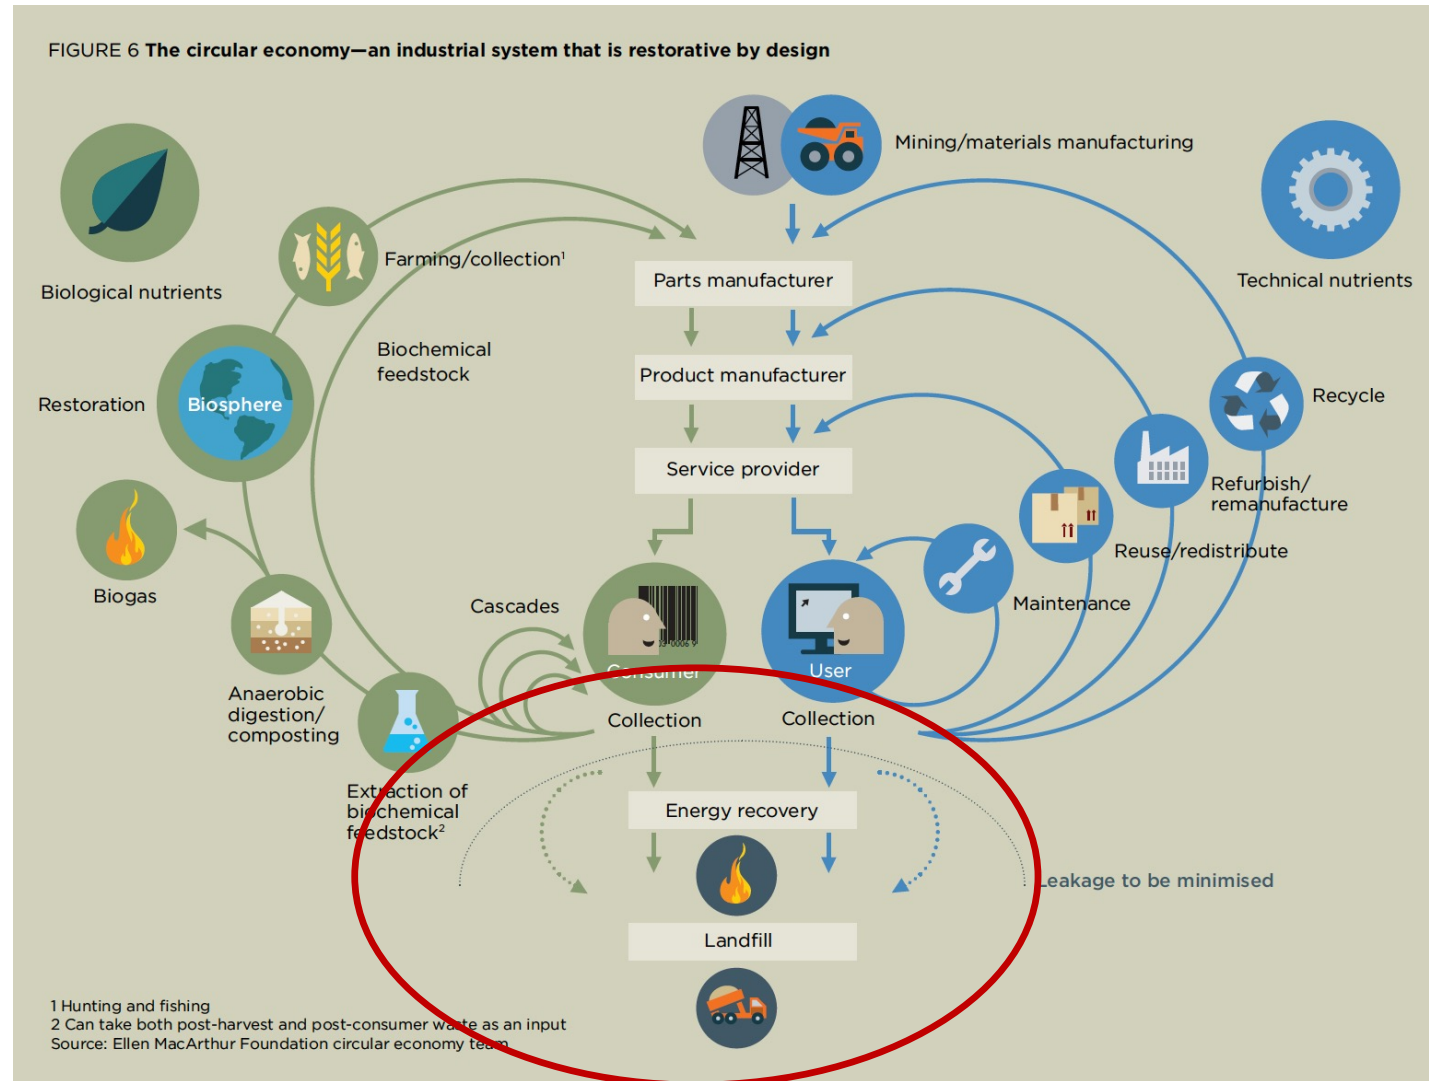 FIGURE 6 The circular economy—an industrial system that is restorative by design
Mining/materials manufacturing
Biological nutrients
Farming/collection¹
Technical nutrients
Parts manufacturer
Biochemical
feedstock
Product manufacturer
Restoration
Biosphere
Recycle
Service provider
Refurbish/
remanufacture
Reuse/redistribute
Biogas
Cascades
Maintenance
Consumer
User
Anaerobic
digestion/
composting
Collection
Collection
Extraction of
biochemical
feedstock²
Energy recovery
Leakage to be minimised
Landfill
1 Hunting and fishing
2 Can take both post-harvest and post-consumer waste as an input
Source: Ellen MacArthur Foundation circular economy team